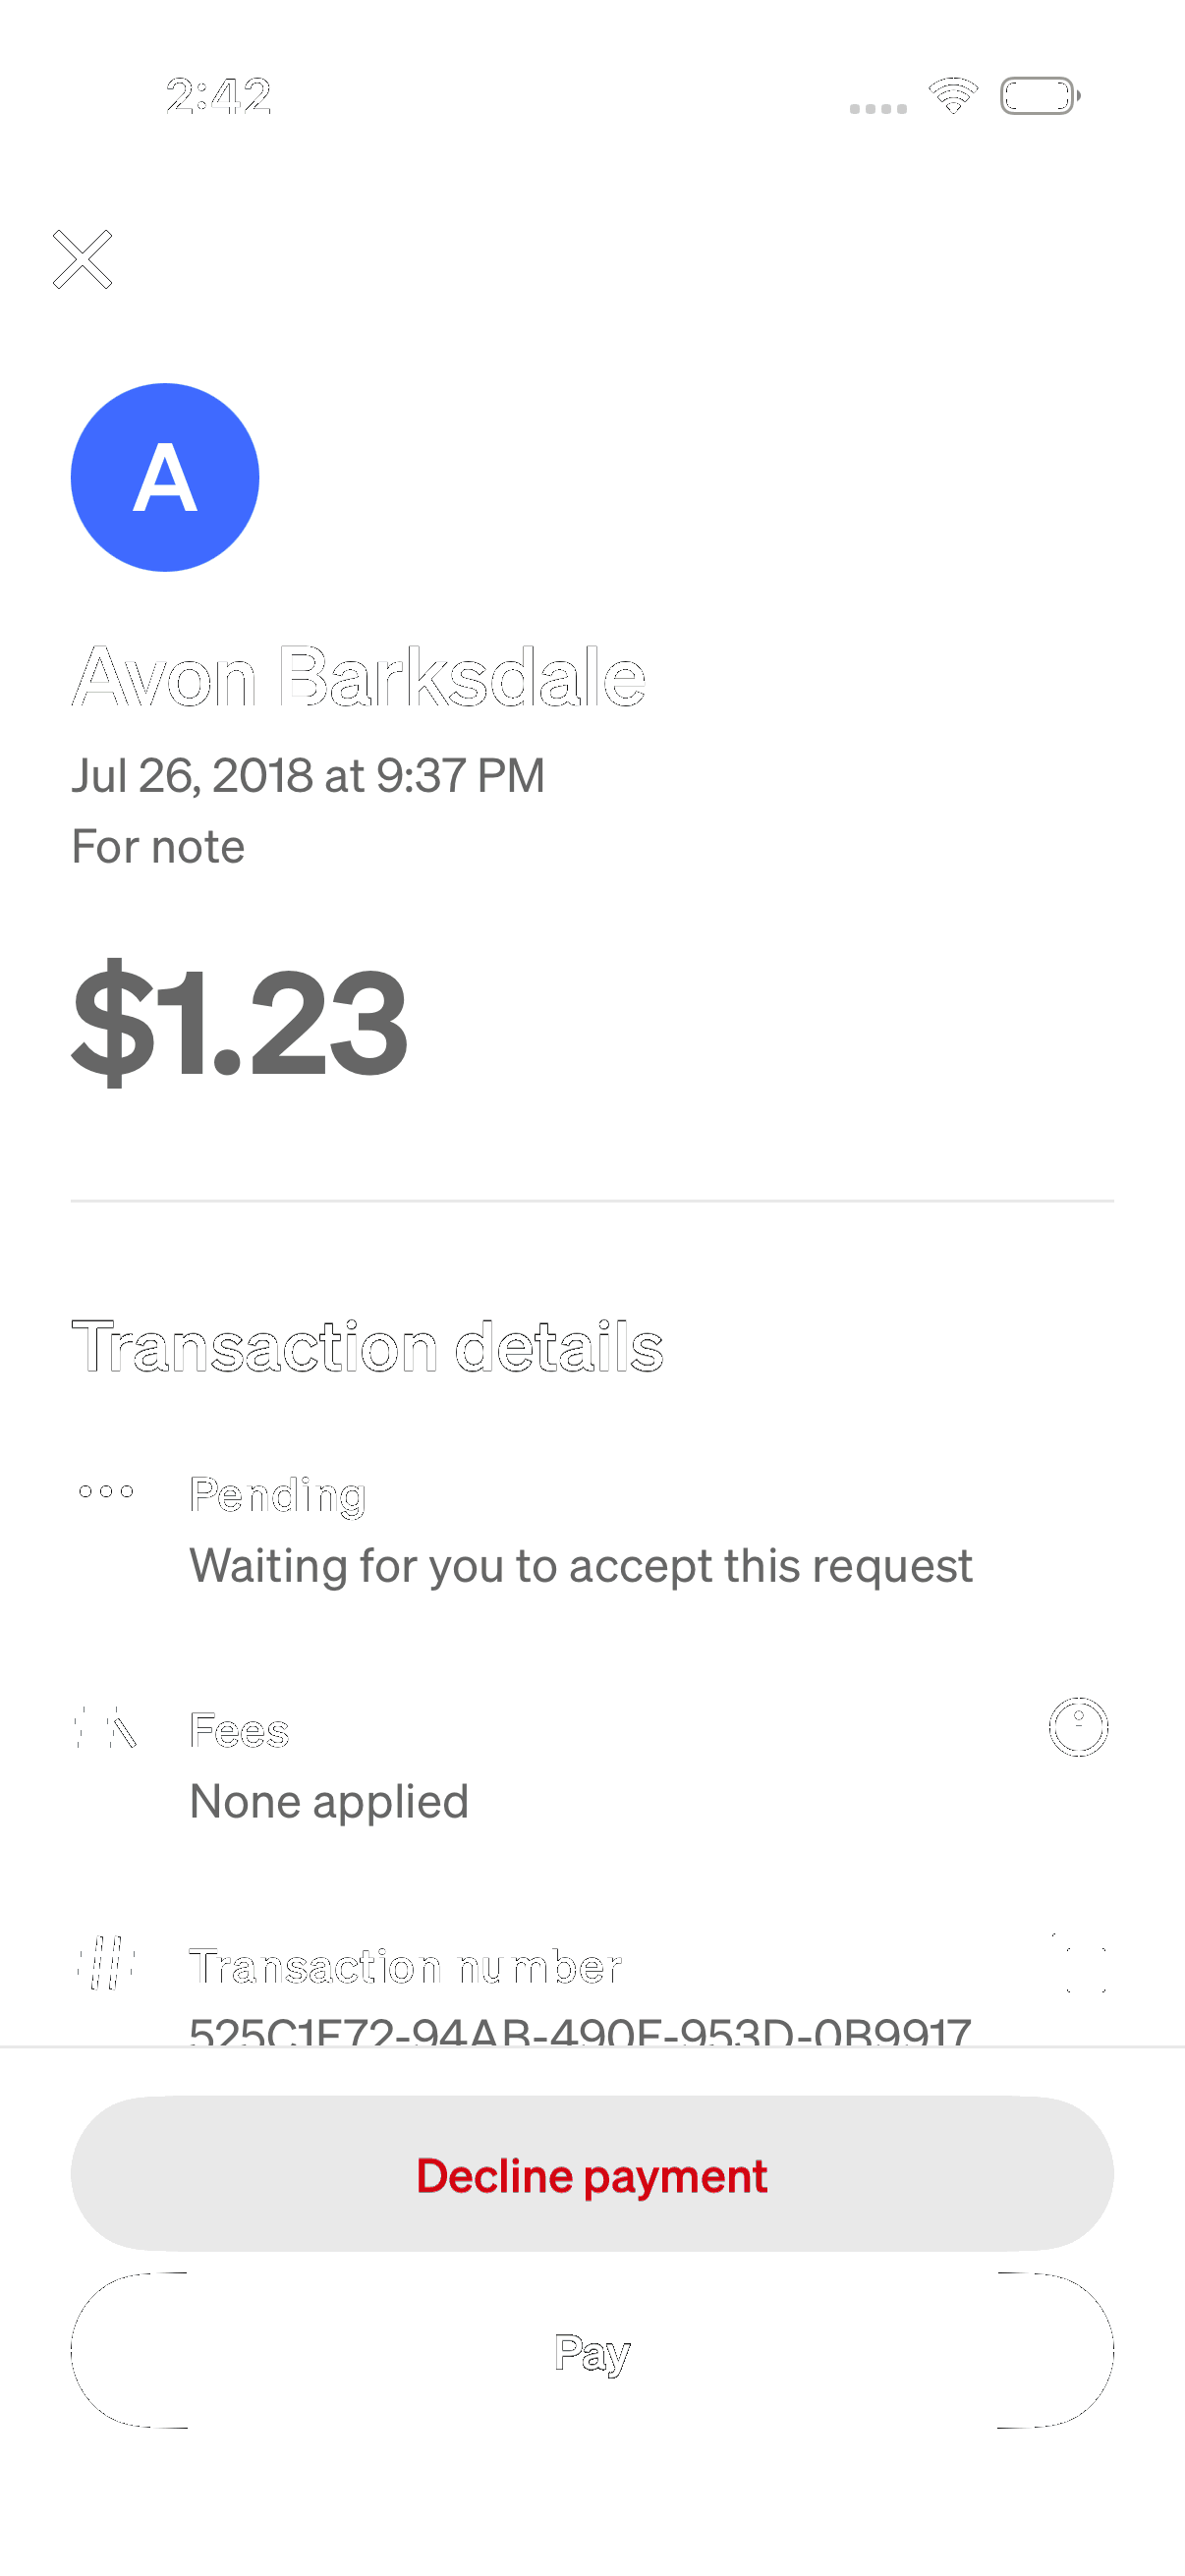 2:42
A
Avon Barksdale
Jul 26, 2018 at 9:37 PM
For note
$1.23
Transaction details
Pending
Waiting for you to accept this request
Fees
None applied
Transaction number
525C1F72-94AB-490F-953D-0B9917
Decline payment
Pay